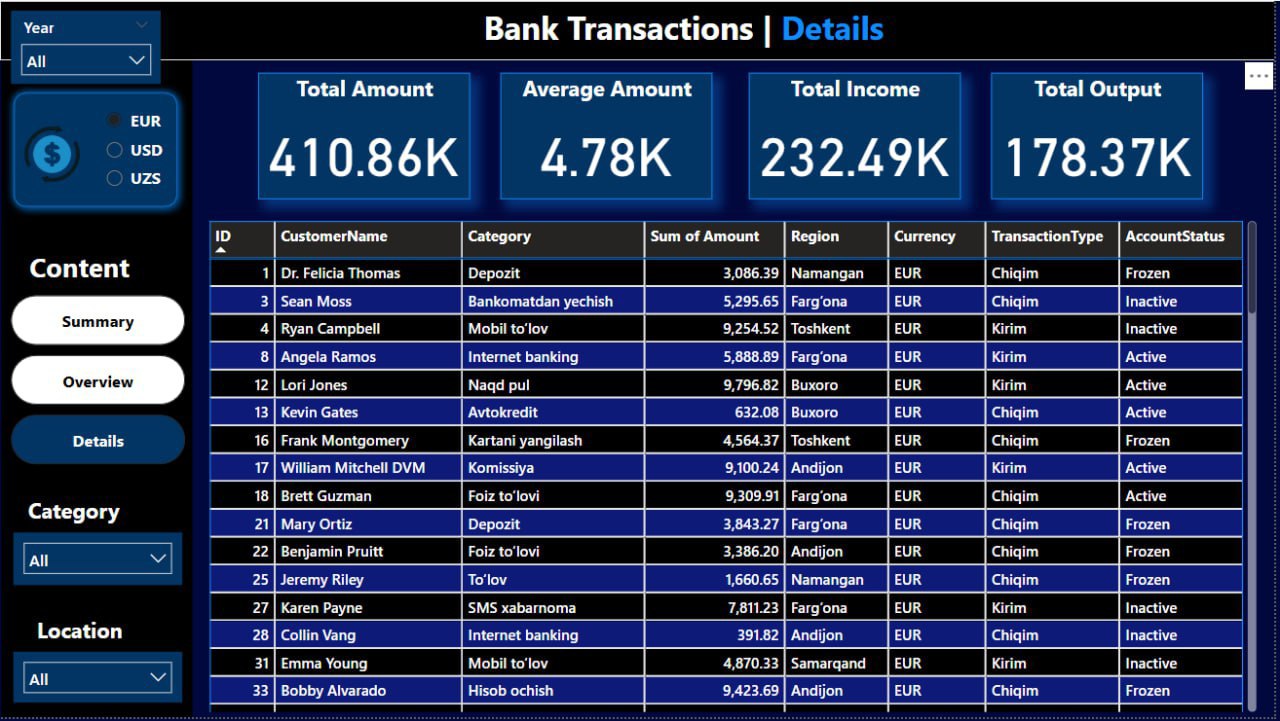 Year
All
Bank Transactions | Details
EUR
USD
UZS
Total Amount
410.86K
Average Amount
4.78K
Total Income
232.49K
Total Output
178.37K
Content
Summary
Overview
Details
Category
All
Location
All
ID CustomerName Category Sum of Amount Region Currency TransactionType AccountStatus
1 Dr. Felicia Thomas Depozit 3,086.39 Namangan EUR Chiqim Frozen
3 Sean Moss Bankomatdan yechish 5,295.65 Farg‘ona EUR Chiqim Inactive
4 Ryan Campbell Mobil to‘lov 9,254.52 Toshkent EUR Kirim Inactive
8 Angela Ramos Internet banking 5,888.89 Farg‘ona EUR Kirim Active
12 Lori Jones Naqd pul 9,796.82 Buxoro EUR Kirim Active
13 Kevin Gates Avtokredit 632.08 Buxoro EUR Chiqim Active
16 Frank Montgomery Kartani yangilash 4,564.37 Toshkent EUR Chiqim Frozen
17 William Mitchell DVM Komissiya 9,100.24 Andijon EUR Kirim Active
18 Brett Guzman Foiz to‘lovi 9,309.91 Farg‘ona EUR Chiqim Active
21 Mary Ortiz Depozit 3,843.27 Farg‘ona EUR Chiqim Frozen
22 Benjamin Pruitt Foiz to‘lovi 3,386.20 Andijon EUR Chiqim Frozen
25 Jeremy Riley To‘lov 1,660.65 Namangan EUR Chiqim Frozen
27 Karen Payne SMS xabarnoma 7,811.23 Farg‘ona EUR Kirim Inactive
28 Collin Vang Internet banking 391.82 Andijon EUR Chiqim Inactive
31 Emma Young Mobil to‘lov 4,870.33 Samarqand EUR Kirim Inactive
33 Bobby Alvarado Hisob ochish 9,423.69 Andijon EUR Chiqim Frozen